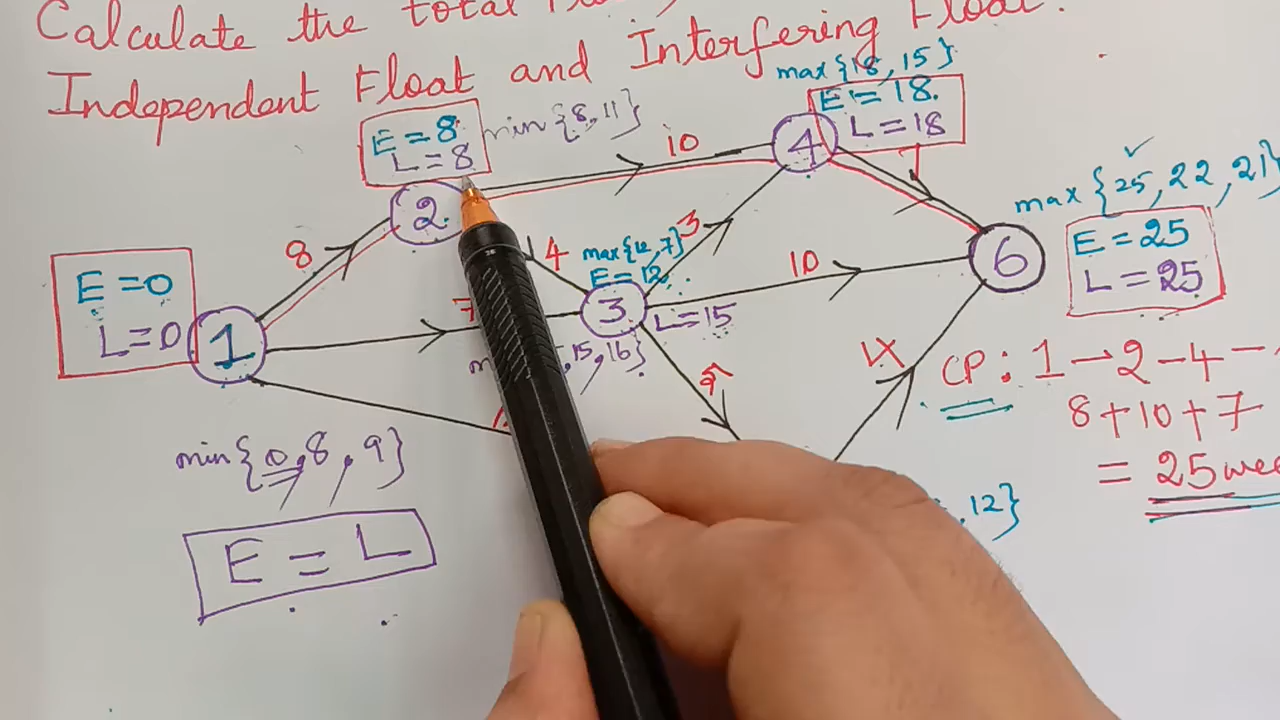 Calculate the total
Independent Float and Interfering Float.
max{18,15}
E = 18.
L = 18
E = 8
L = 8
min{8,11}
10
4
7
2
max{25,22,21}
E = 25
L = 25
6
8
4
max{12,7}
E = 12
3
10
E = 0
L = 0
1
7
3
L = 15
,15,16}
CP: 1 - 2 - 4 -
8 + 10 + 7
= 25
min{0,8,9}
,12}
E = L